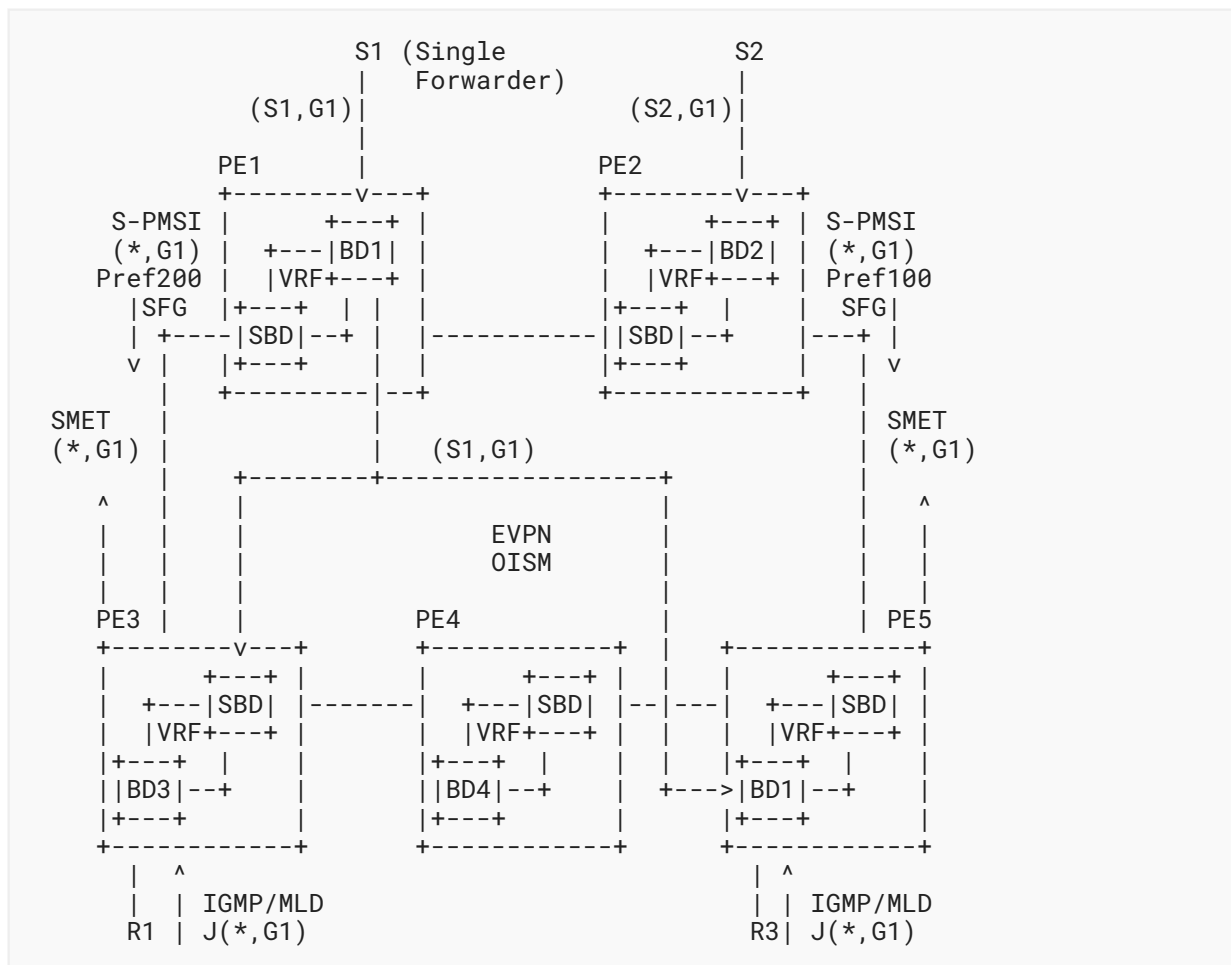 S1 (Single S2
| Forwarder) |
(S1,G1)| (S2,G1)|
| |
PE1 | PE2 |
+--------v---+ +--------v---+
S-PMSI | +---+ | | +---+ | S-PMSI
(*,G1) | +---|BD1| | | +---|BD2| | (*,G1)
Pref200 | |VRF+---+ | | |VRF+---+ | Pref100
|SFG |+---+ | | | |+---+ | | SFG|
| +----|SBD|--+ | |-----------||SBD|--+ |---+ |
v | |+---+ | | |+---+ | | v
| +---------|--+ +------------+ |
SMET | | | SMET
(*,G1) | | (S1,G1) | (*,G1)
| +--------+------------------+ |
^ | | | | ^
| | | EVPN | | |
| | | OISM | | |
| | | | | |
PE3 | | PE4 | | PE5
+--------v---+ +------------+ | +------------+
| +---+ | | +---+ | | | +---+ |
| +---|SBD| |-------| +---|SBD| |--|---| +---|SBD| |
| |VRF+---+ | | |VRF+---+ | | | |VRF+---+ |
|+---+ | | |+---+ | | | |+---+ | |
||BD3|--+ | ||BD4|--+ | +--->|BD1|--+ |
|+---+ | |+---+ | |+---+ |
+------------+ +------------+ +------------+
| ^ | ^
| | IGMP/MLD | | IGMP/MLD
R1 | J(*,G1) R3| J(*,G1)